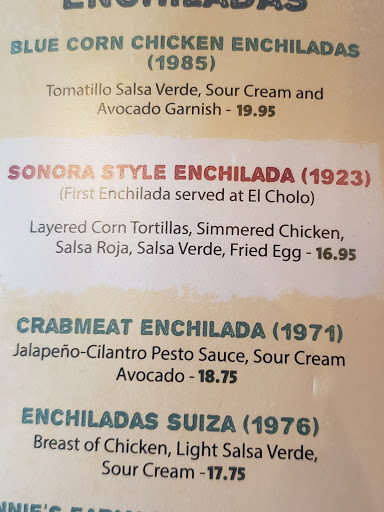 ENCHILADAS
BLUE CORN CHICKEN ENCHILADAS
(1985)
Tomatillo Salsa Verde, Sour Cream and
Avocado Garnish - 19.95
SONORA STYLE ENCHILADA (1923)
(First Enchilada served at El Cholo)
Layered Corn Tortillas, Simmered Chicken,
Salsa Roja, Salsa Verde, Fried Egg - 16.95
CRABMEAT ENCHILADA (1971)
Jalapeño-Cilantro Pesto Sauce, Sour Cream
Avocado - 18.75
ENCHILADAS SUIZA (1976)
Breast of Chicken, Light Salsa Verde,
Sour Cream -17.75